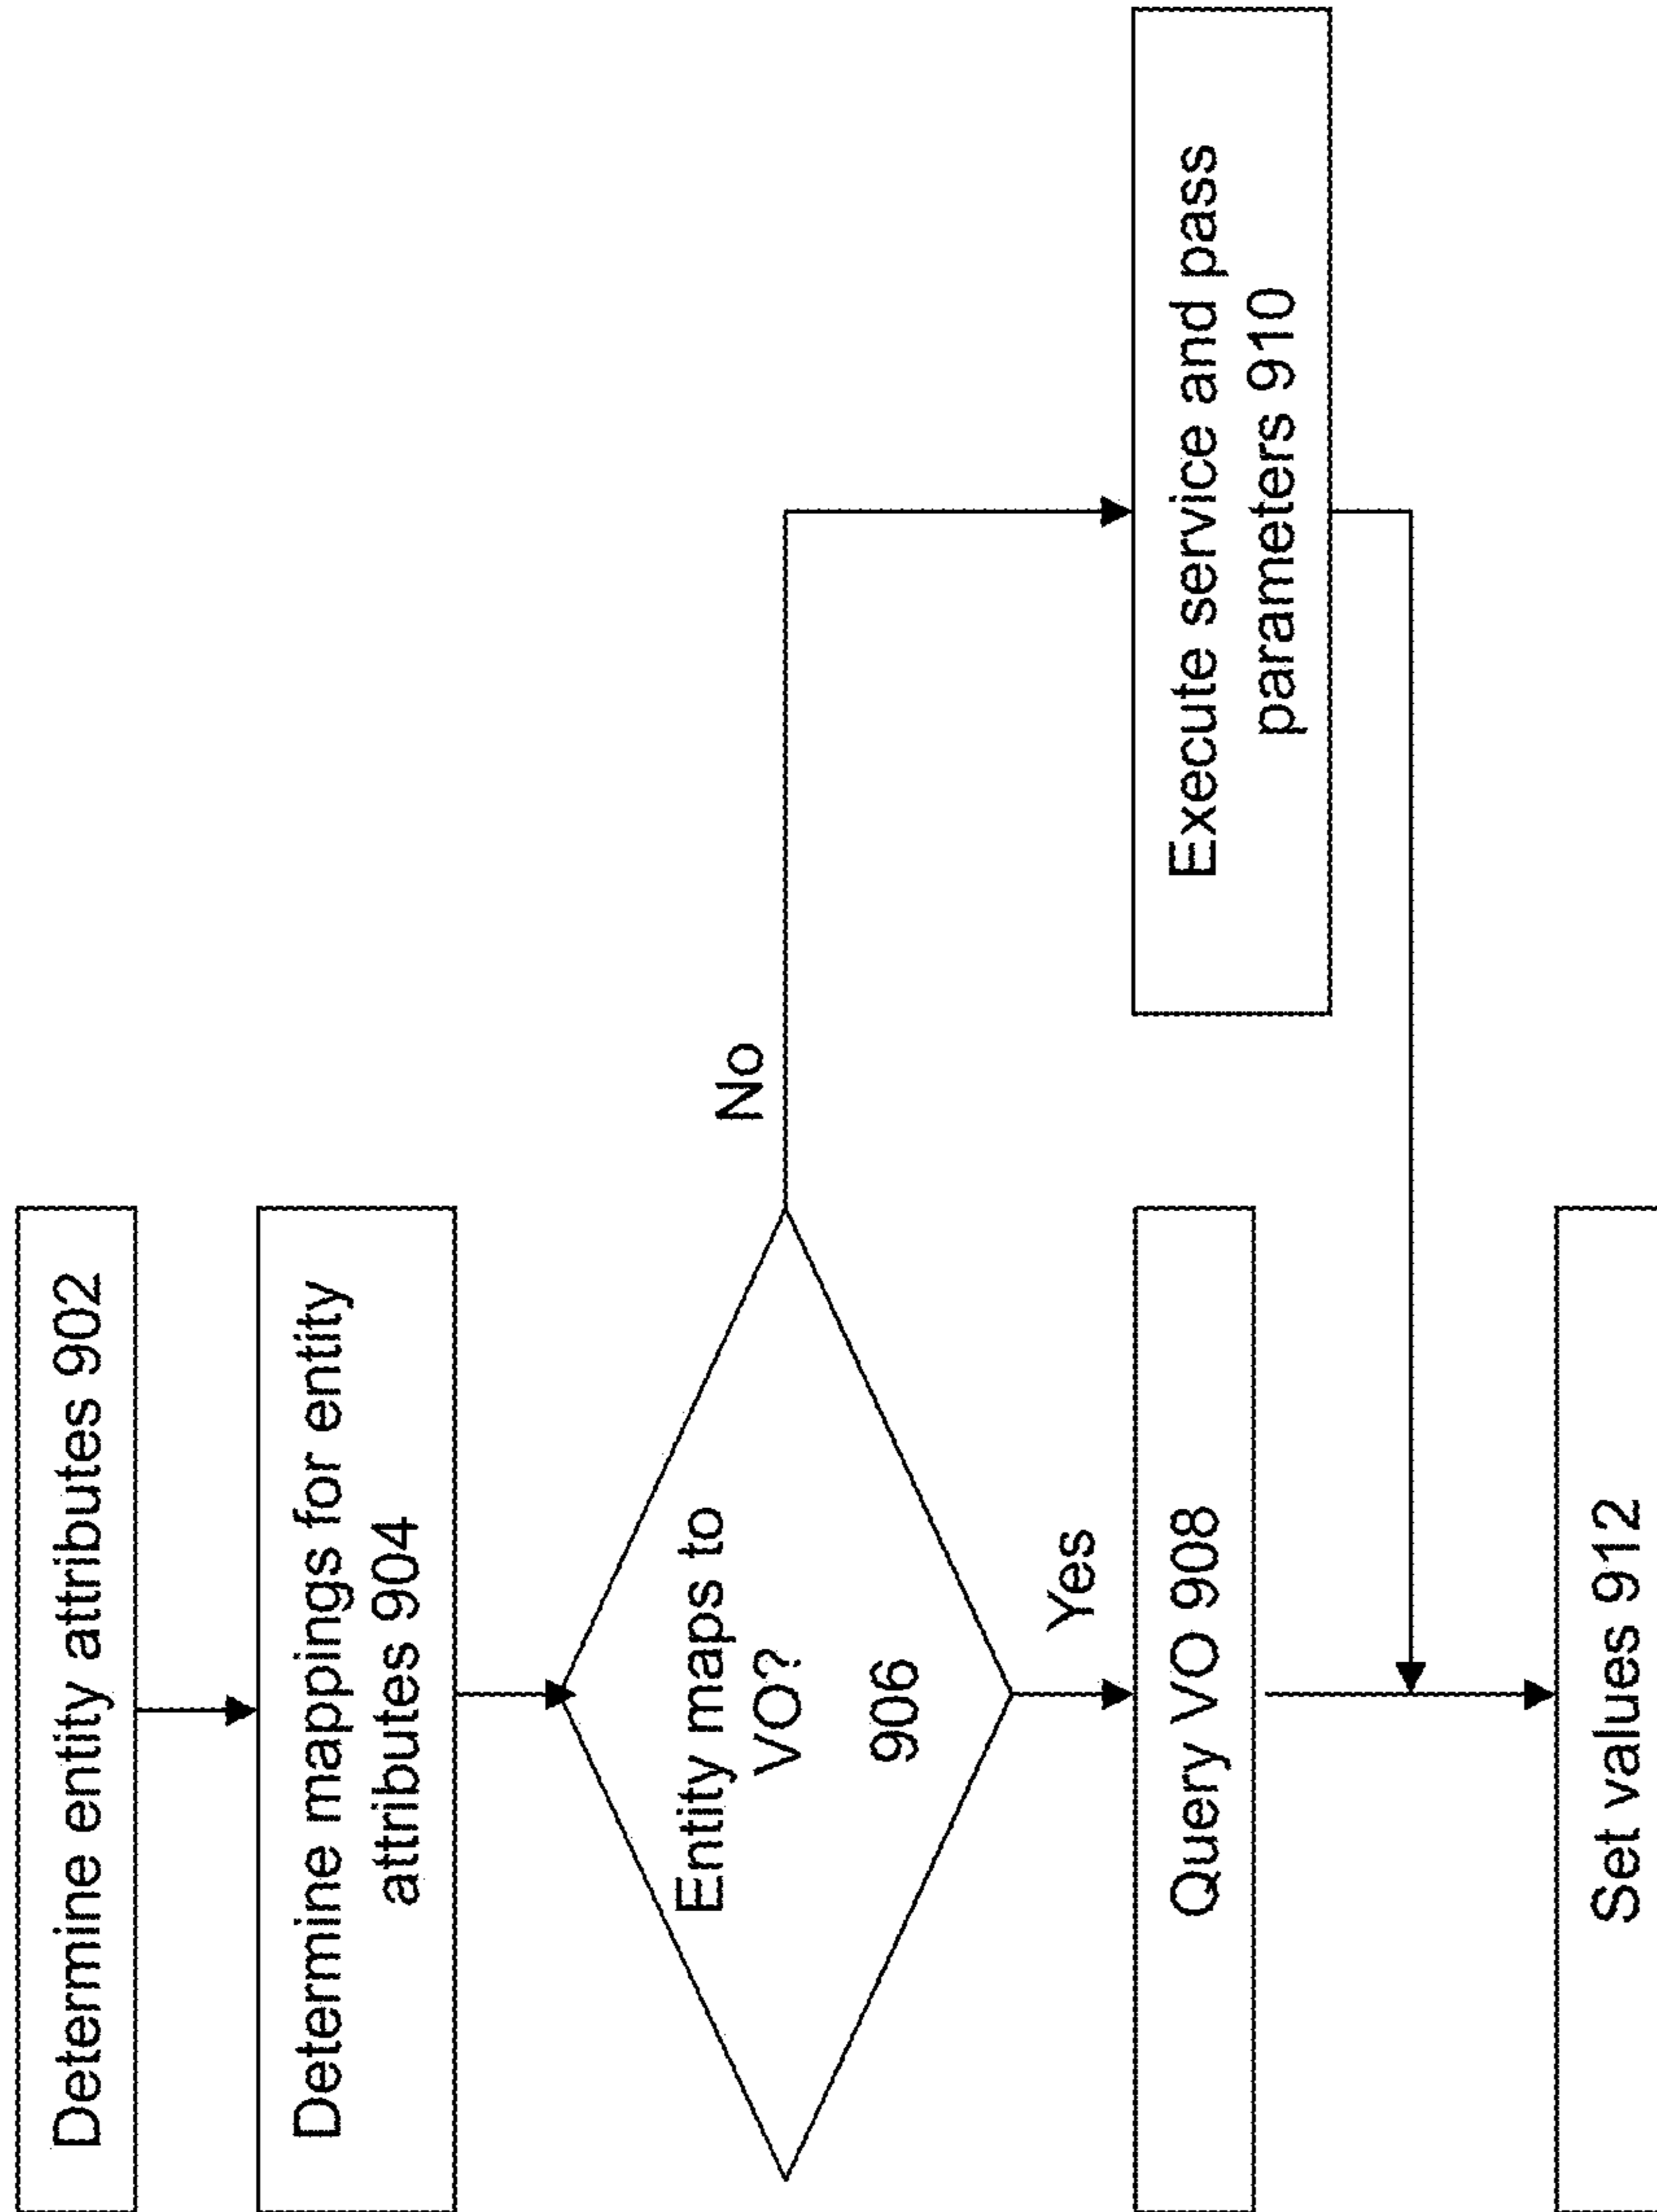 Determine entity attributes 902
Determine mappings for entity
attributes 904
Entity maps to
VO?
906
No
Yes
Query VO 908
Execute service and pass
parameters 910
Set values 912